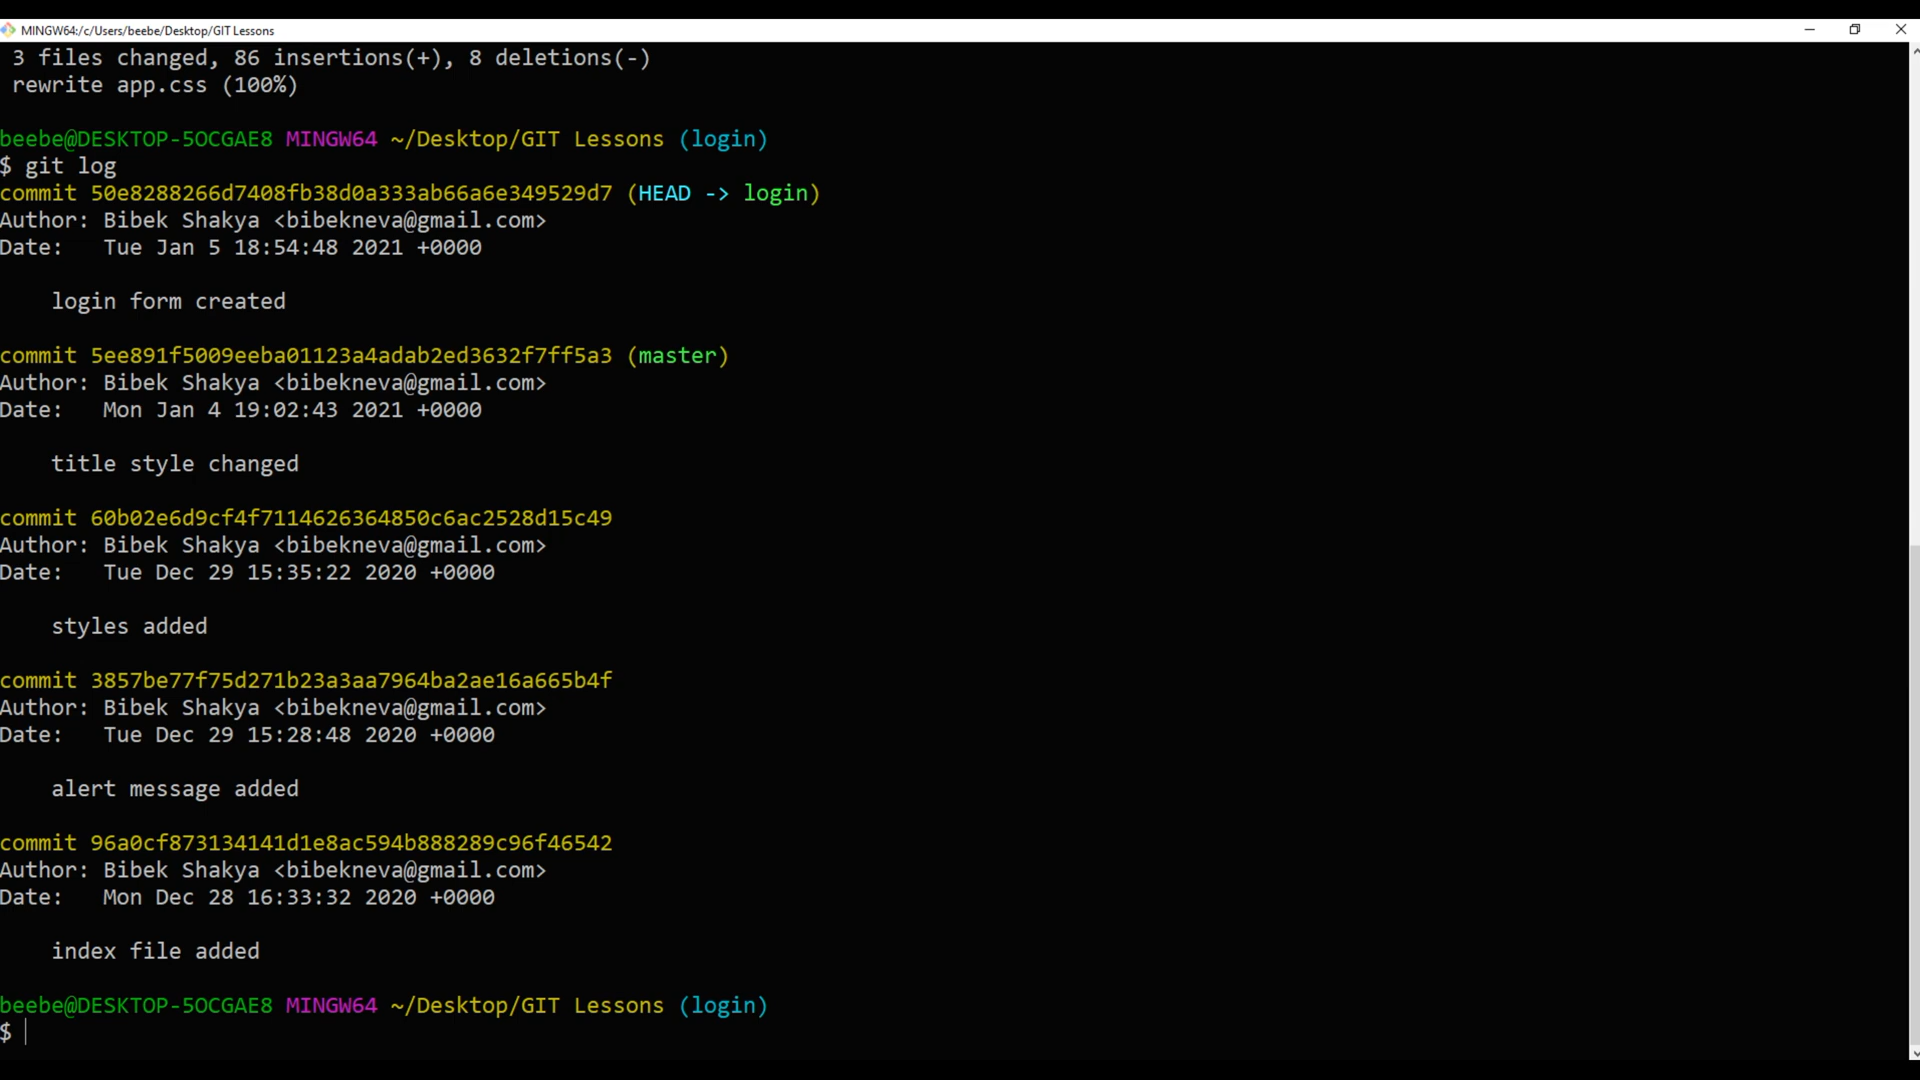 MINGW64:/c/Users/beebe/Desktop/GIT Lessons
3 files changed, 86 insertions(+), 8 deletions(-)
rewrite app.css (100%)
beebe@DESKTOP-5OCGAE8 MINGW64 ~/Desktop/GIT Lessons (login)
$ git log
commit 50e8288266d7408fb38d0a333ab66a6e349529d7 (HEAD -> login)
Author: Bibek Shakya <bibekneva@gmail.com>
Date:   Tue Jan 5 18:54:48 2021 +0000
login form created
commit 5ee891f5009eeba01123a4adab2ed3632f7ff5a3 (master)
Author: Bibek Shakya <bibekneva@gmail.com>
Date:   Mon Jan 4 19:02:43 2021 +0000
title style changed
commit 60b02e6d9cf4f7114626364850c6ac2528d15c49
Author: Bibek Shakya <bibekneva@gmail.com>
Date:   Tue Dec 29 15:35:22 2020 +0000
styles added
commit 3857be77f75d271b23a3aa7964ba2ae16a665b4f
Author: Bibek Shakya <bibekneva@gmail.com>
Date:   Tue Dec 29 15:28:48 2020 +0000
alert message added
commit 96a0cf873134141d1e8ac594b888289c96f46542
Author: Bibek Shakya <bibekneva@gmail.com>
Date:   Mon Dec 28 16:33:32 2020 +0000
index file added
beebe@DESKTOP-5OCGAE8 MINGW64 ~/Desktop/GIT Lessons (login)
$